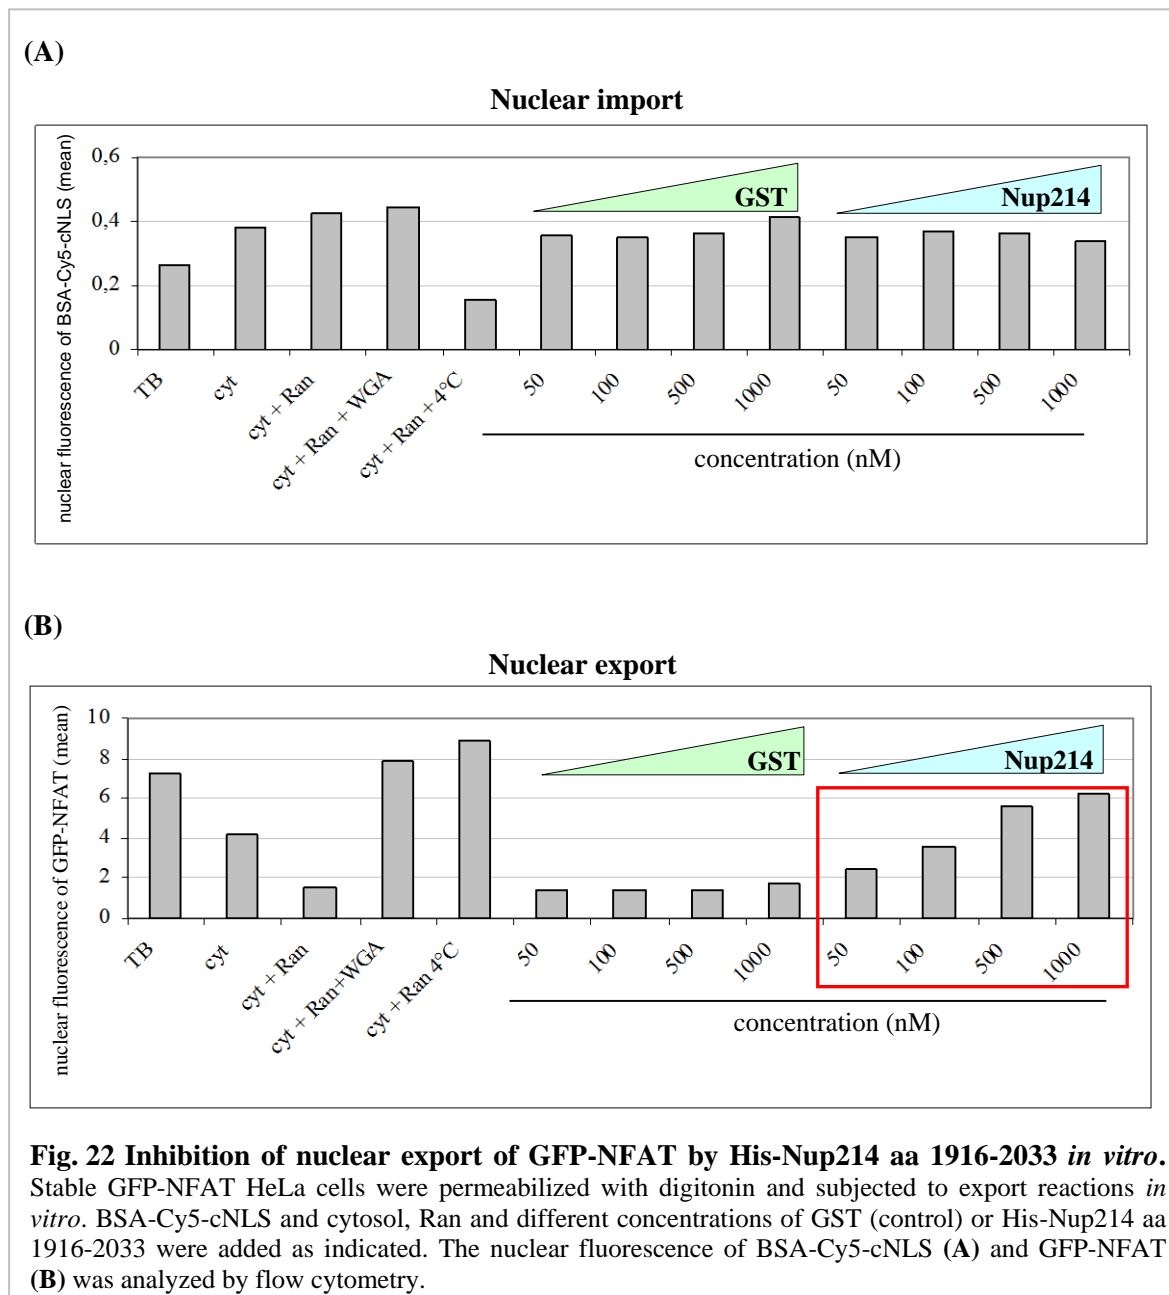 (A)
Nuclear import
nuclear fluorescence of BSA-Cy5-cNLS (mean)
0,6
0,4
0,2
0
GST
Nup214
TB
cyt
cyt + Ran
cyt + Ran + WGA
cyt + Ran + 4°C
50
100
500
1000
50
100
500
1000
concentration (nM)
(B)
Nuclear export
nuclear fluorescence of GFP-NFAT (mean)
10
8
6
4
2
0
GST
Nup214
TB
cyt
cyt + Ran
cyt + Ran+WGA
cyt + Ran 4°C
50
100
500
1000
50
100
500
1000
concentration (nM)
Fig. 22 Inhibition of nuclear export of GFP-NFAT by His-Nup214 aa 1916-2033 in vitro.
Stable GFP-NFAT HeLa cells were permeabilized with digitonin and subjected to export reactions in
vitro. BSA-Cy5-cNLS and cytosol, Ran and different concentrations of GST (control) or His-Nup214 aa
1916-2033 were added as indicated. The nuclear fluorescence of BSA-Cy5-cNLS (A) and GFP-NFAT
(B) was analyzed by flow cytometry.